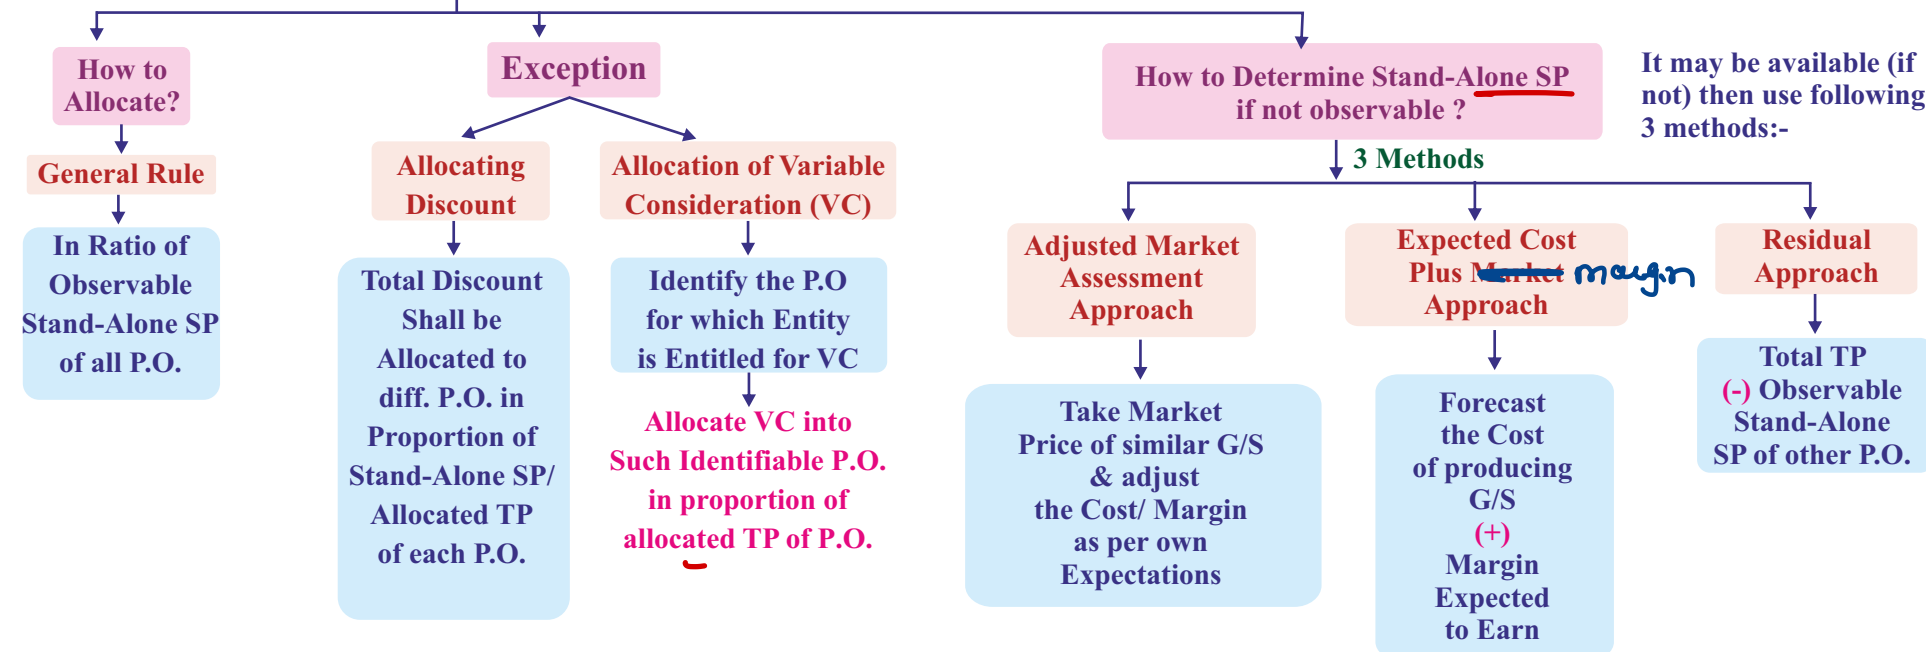 How to
Allocate?
General Rule
In Ratio of
Observable
Stand-Alone SP
of all P.O.
Exception
Allocating
Discount
Total Discount
Shall be
Allocated to
diff. P.O. in
Proportion of
Stand-Alone SP/
Allocated TP
of each P.O.
Allocation of Variable
Consideration (VC)
Identify the P.O
for which Entity
is Entitled for VC
Allocate VC into
Such Identifiable P.O.
in proportion of
allocated TP of P.O.
How to Determine Stand-Alone SP
if not observable ?
It may be available (if
not) then use following
3 methods:-
3 Methods
Adjusted Market
Assessment
Approach
Take Market
Price of similar G/S
& adjust
the Cost/ Margin
as per own
Expectations
Expected Cost
Plus Market margin
Approach
Forecast
the Cost
of producing
G/S
(+)
Margin
Expected
to Earn
Residual
Approach
Total TP
(-) Observable
Stand-Alone
SP of other P.O.